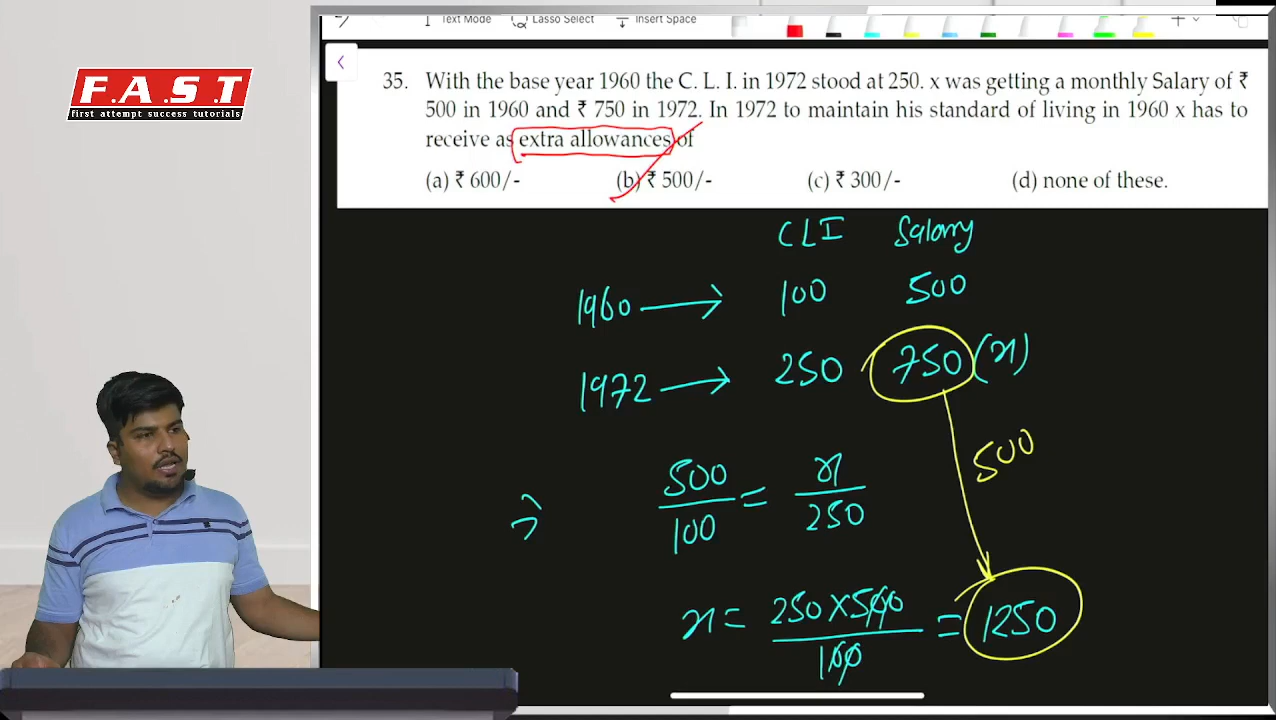 Text Mode Lasso Select Insert Space
F.A.S.T
first attempt success tutorials
35. With the base year 1960 the C. L. I. in 1972 stood at 250. x was getting a monthly Salary of ₹
500 in 1960 and ₹ 750 in 1972. In 1972 to maintain his standard of living in 1960 x has to
receive as extra allowances of
(a) ₹ 600/- (b) ₹ 500/- (c) ₹ 300/- (d) none of these.
CLI Salary
1960 → 100 500
1972 → 250 750 (x)
500
⇒ 500/100 = x/250
x = 250 × 500/100 = 1250